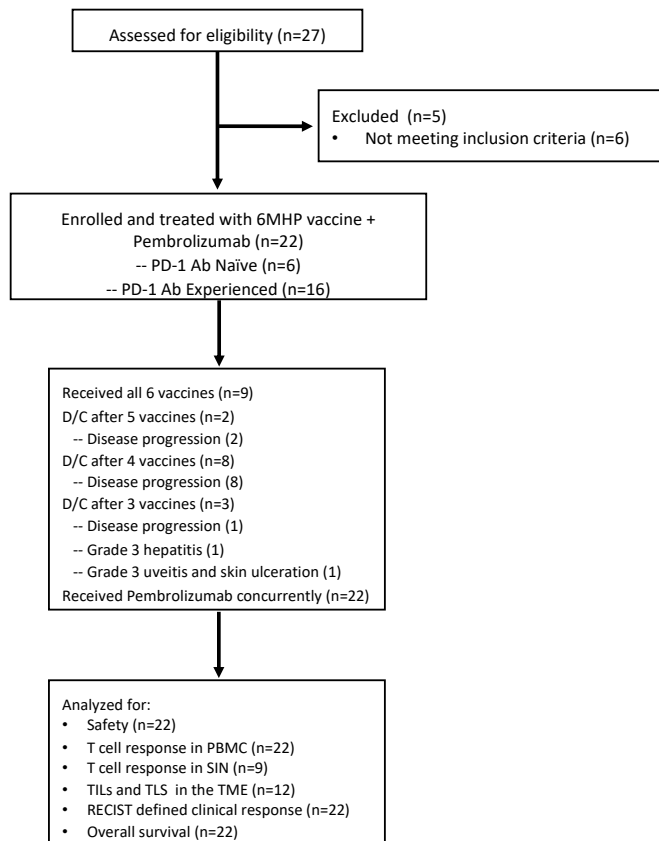 Assessed for eligibility (n=27)
Excluded (n=5)
• Not meeting inclusion criteria (n=6)
Enrolled and treated with 6MHP vaccine +
Pembrolizumab (n=22)
-- PD-1 Ab Naïve (n=6)
-- PD-1 Ab Experienced (n=16)
Received all 6 vaccines (n=9)
D/C after 5 vaccines (n=2)
-- Disease progression (2)
D/C after 4 vaccines (n=8)
-- Disease progression (8)
D/C after 3 vaccines (n=3)
-- Disease progression (1)
-- Grade 3 hepatitis (1)
-- Grade 3 uveitis and skin ulceration (1)
Received Pembrolizumab concurrently (n=22)
Analyzed for:
• Safety (n=22)
• T cell response in PBMC (n=22)
• T cell response in SIN (n=9)
• TILs and TLS in the TME (n=12)
• RECIST defined clinical response (n=22)
• Overall survival (n=22)